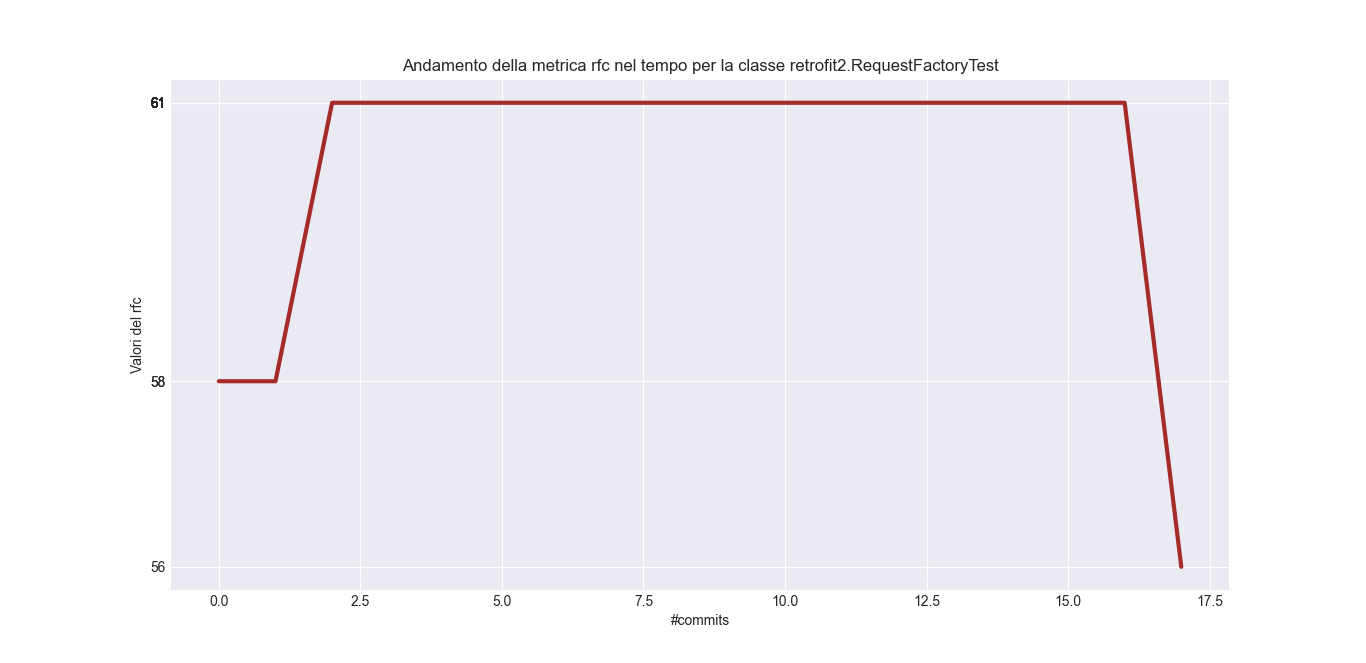 Andamento della metrica rfc nel tempo per la classe retrofit2.RequestFactoryTest
61
58
56
Valori del rfc
0.0 2.5 5.0 7.5 10.0 12.5 15.0 17.5
#commits